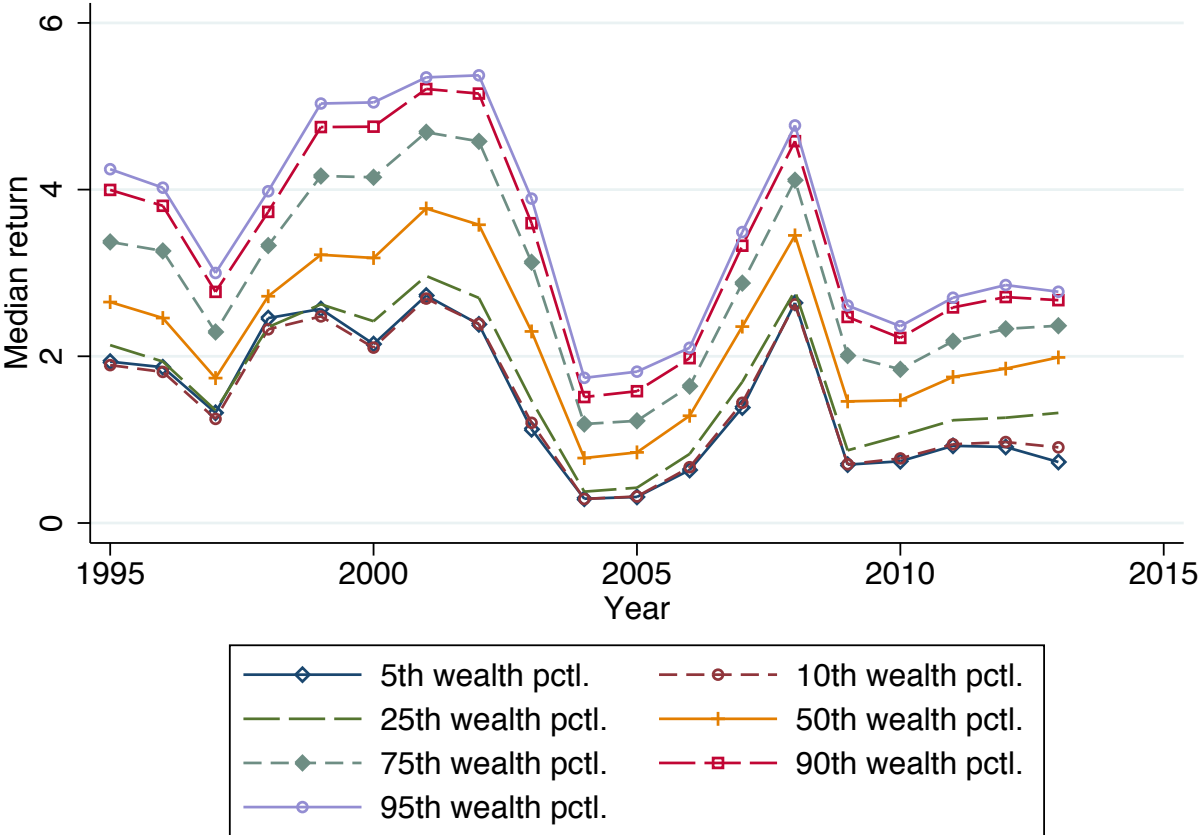 6
4
2
0
Median return
1995 2000 2005 2010 2015
Year
5th wealth pctl. 10th wealth pctl.
25th wealth pctl. 50th wealth pctl.
75th wealth pctl. 90th wealth pctl.
95th wealth pctl.